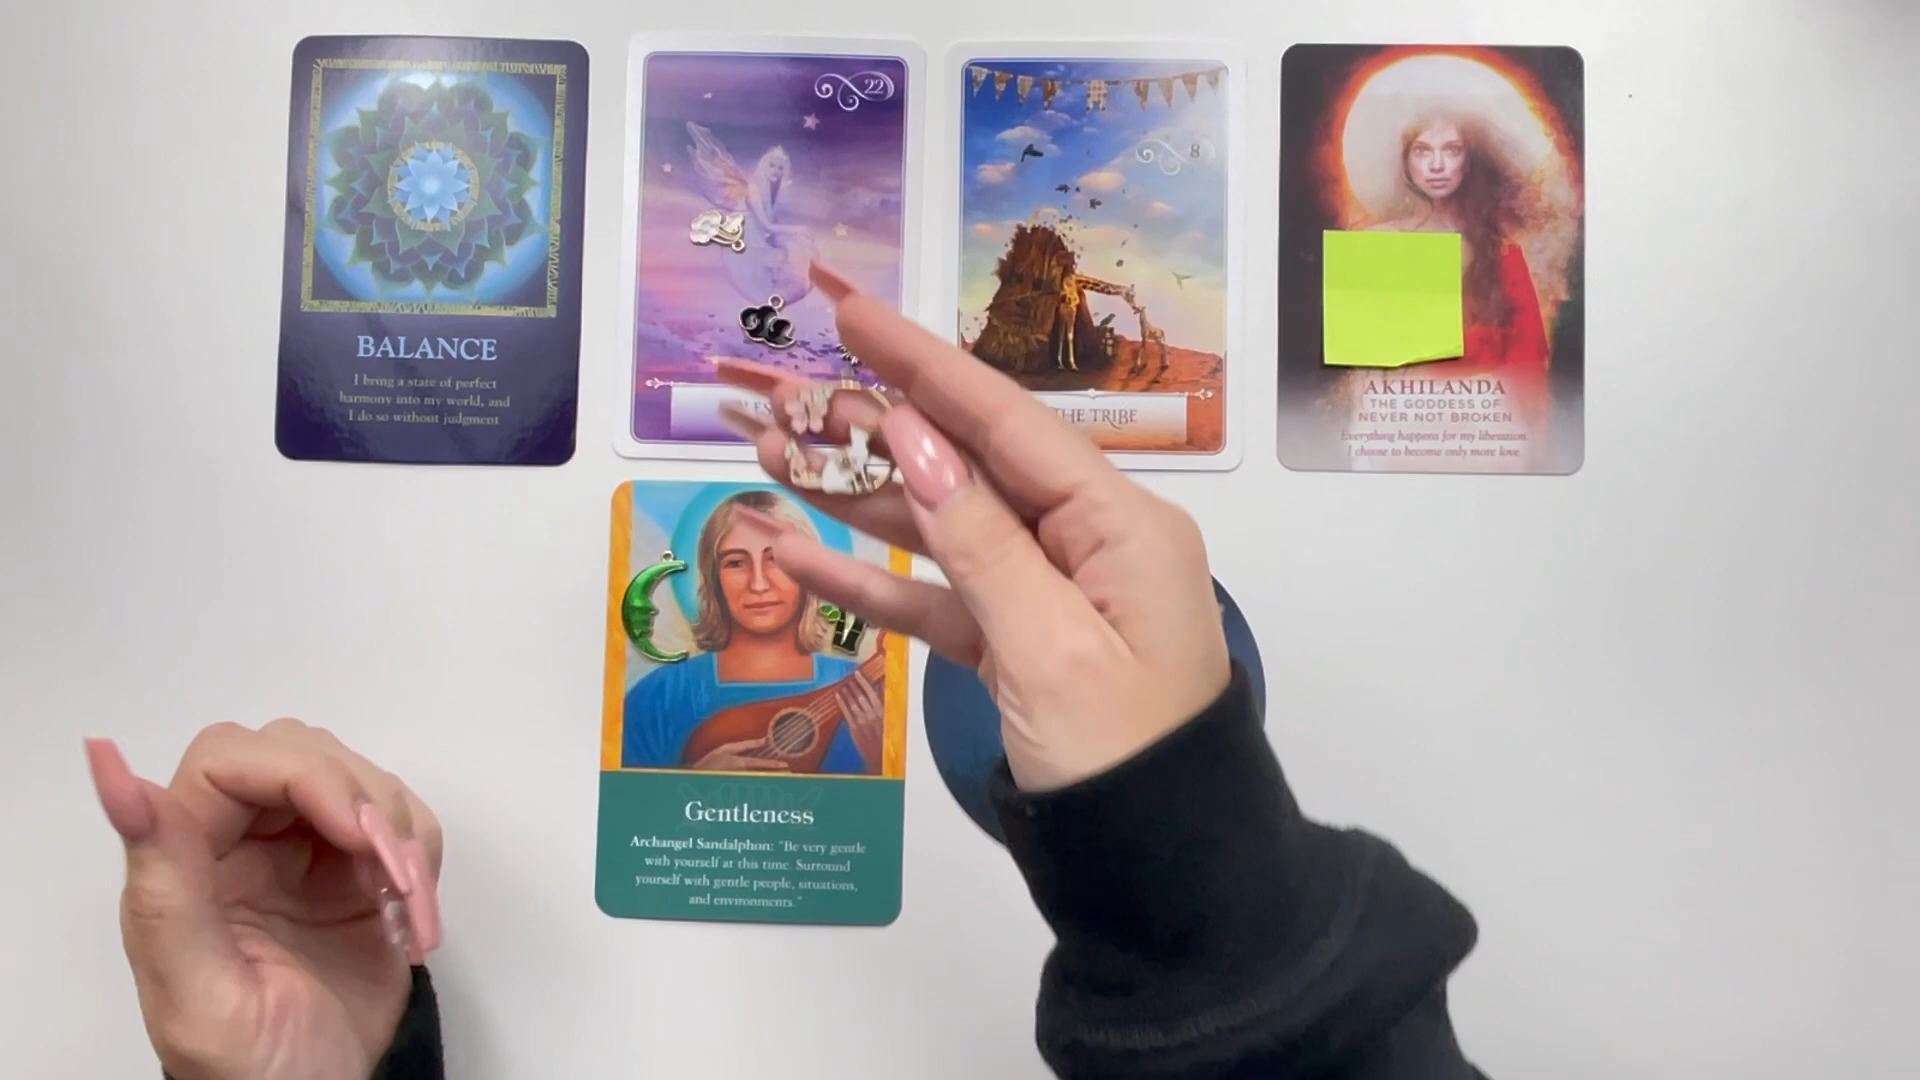 BALANCE
I bring a state of perfect
harmony into my world, and
I do so without judgment
22
8
THE TRIBE
AKHILANDA
THE GODDESS OF
NEVER NOT BROKEN
Everything happens for my liberation.
I choose to become only more love.
Gentleness
Archangel Sandalphon: "Be very gentle
with yourself at this time. Surround
yourself with gentle people, situations,
and environments."